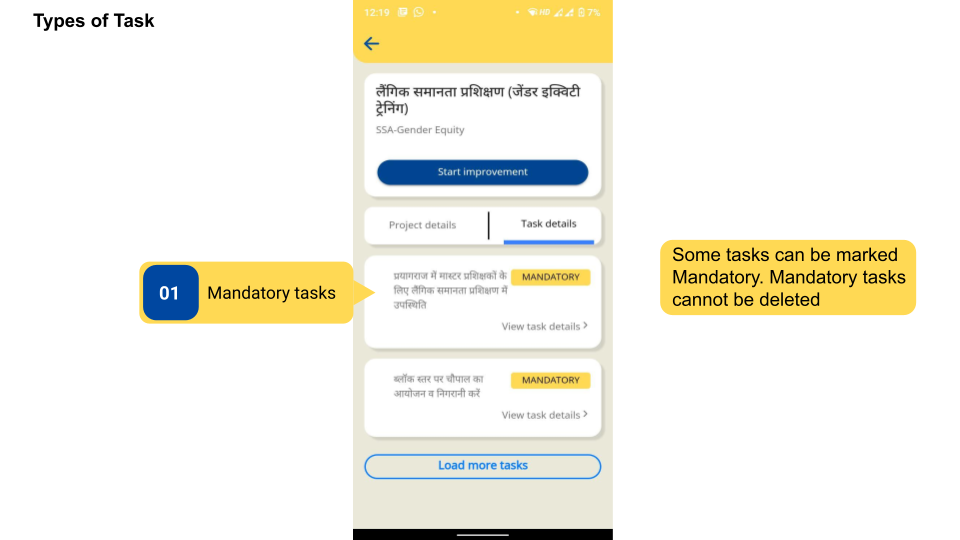 Types of Task
12:19
HD
7%
लैंगिक समानता प्रशिक्षण (जेंडर इक्विटी
ट्रेनिंग)
SSA-Gender Equity
Start improvement
Project details
Task details
प्रयागराज में मास्टर प्रशिक्षकों के
लिए लैंगिक समानता प्रशिक्षण में
उपस्थिति
MANDATORY
View task details
ब्लॉक स्तर पर चौपाल का
आयोजन व निगरानी करें
MANDATORY
View task details
Load more tasks
01
Mandatory tasks
Some tasks can be marked
Mandatory. Mandatory tasks
cannot be deleted